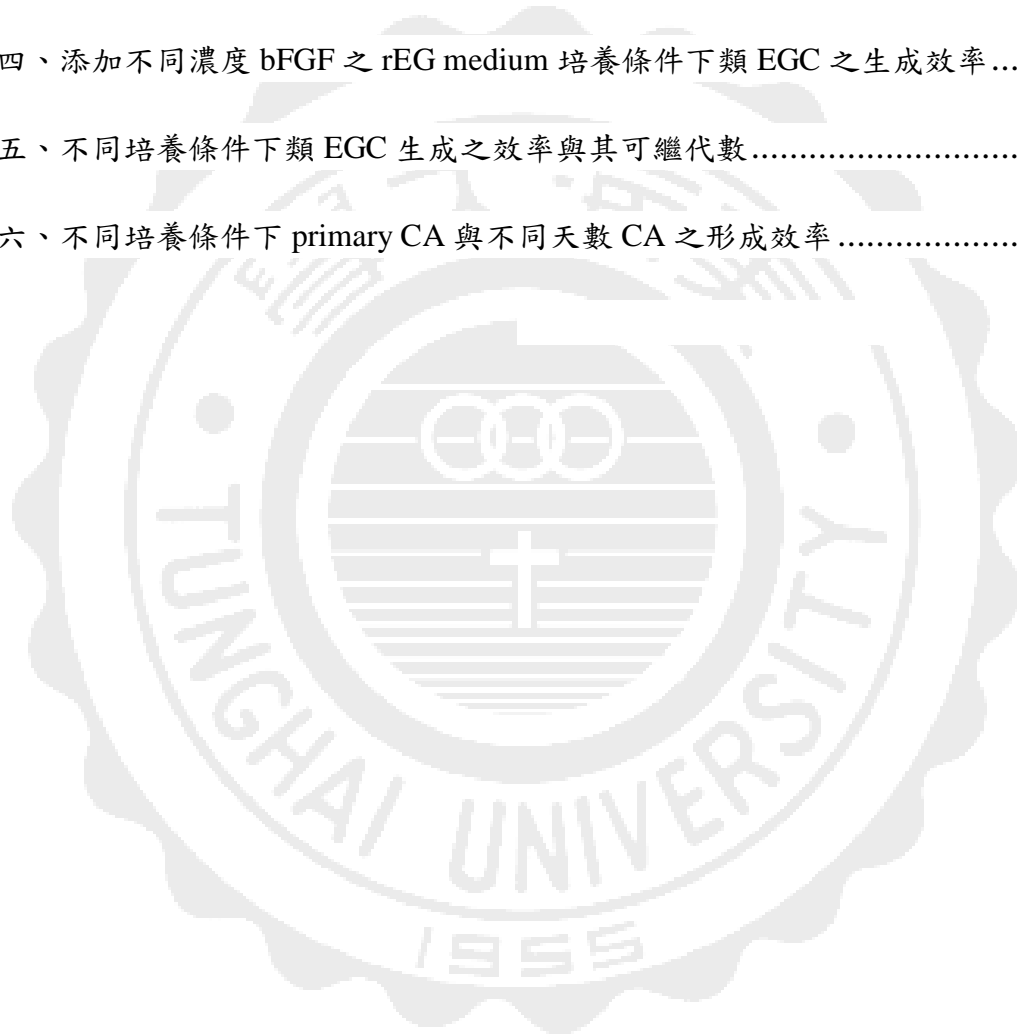 四、添加不同濃度 bFGF 之 rEG medium 培養條件下類 EGC 之生成效率...
五、不同培養條件下類 EGC 生成之效率與其可繼代數............................
六、不同培養條件下 primary CA 與不同天數 CA 之形成效率...................
TUNGHAI UNIVERSITY
1955